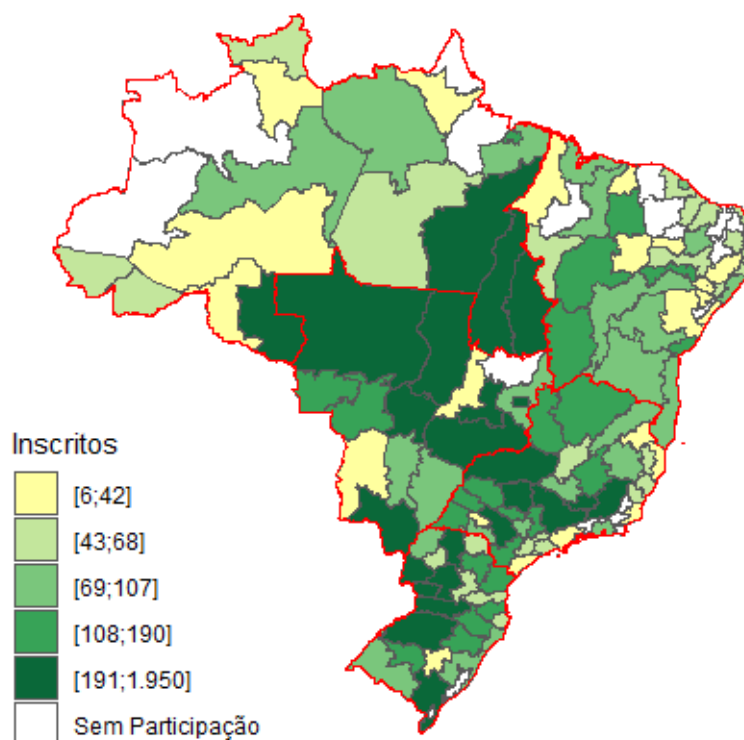 Inscritos
[6;42]
[43;68]
[69;107]
[108;190]
[191;1.950]
Sem Participação